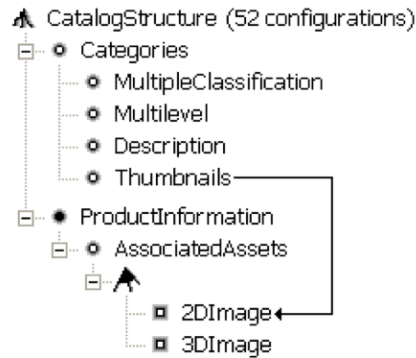 CatalogStructure (52 configurations)
Categories
MultipleClassification
Multilevel
Description
Thumbnails
ProductInformation
AssociatedAssets
2DImage
3DImage